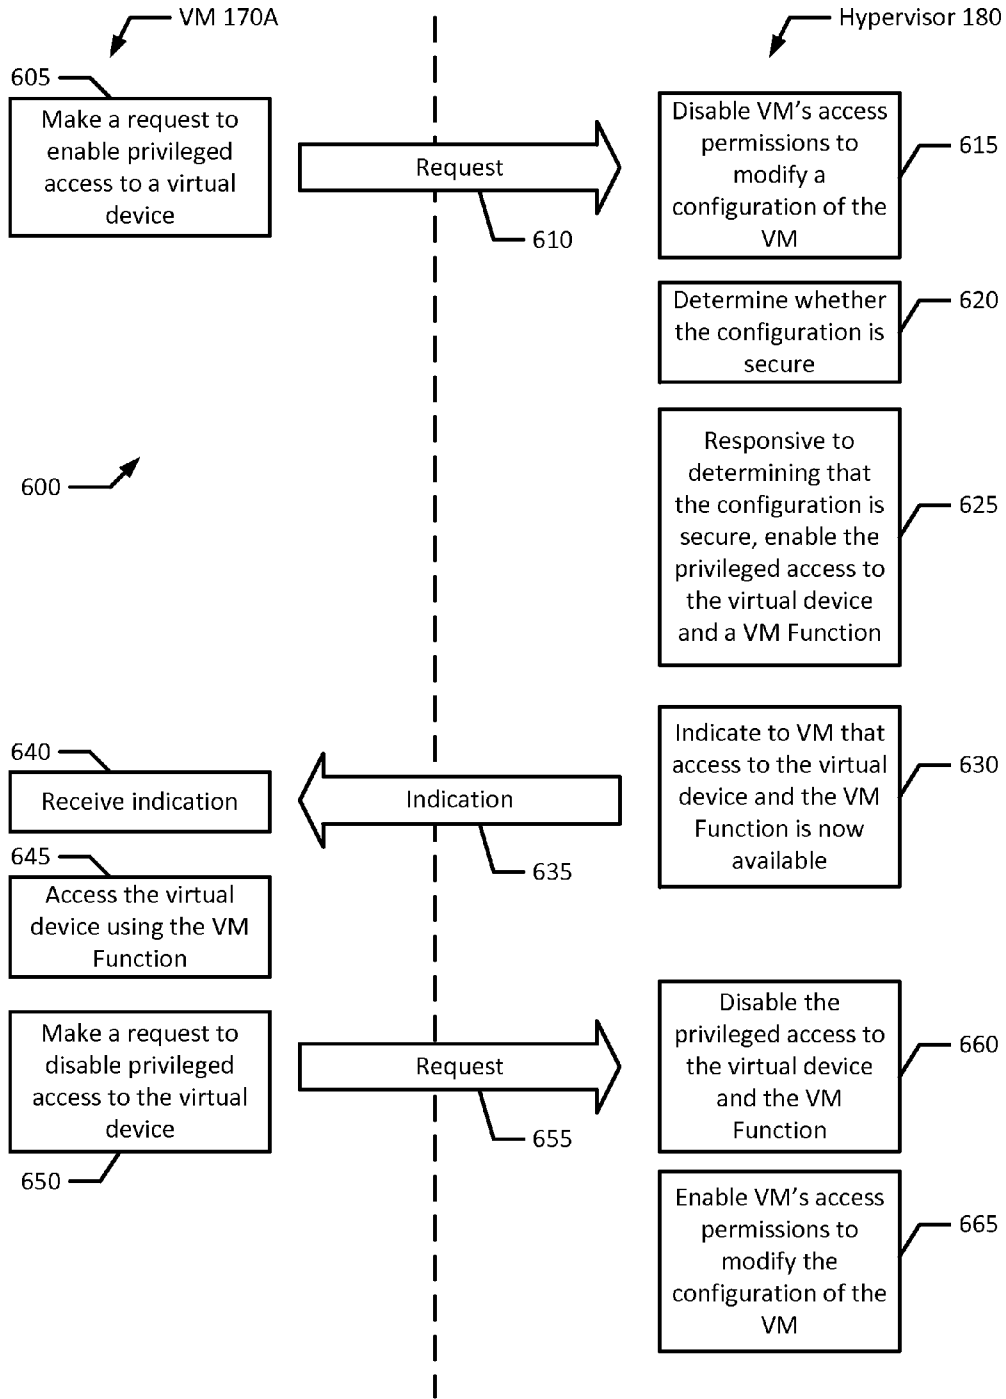 VM 170A
Hypervisor 180
605
Make a request to
enable privileged
access to a virtual
device
Request
610
Disable VM's access
permissions to
modify a
configuration of the
VM
615
Determine whether
the configuration is
secure
620
600
Responsive to
determining that
the configuration is
secure, enable the
privileged access to
the virtual device
and a VM Function
625
Indicate to VM that
access to the virtual
device and the VM
Function is now
available
630
640
Receive indication
Indication
635
645
Access the virtual
device using the VM
Function
Make a request to
disable privileged
access to the virtual
device
650
Request
655
Disable the
privileged access to
the virtual device
and the VM
Function
660
Enable VM's access
permissions to
modify the
configuration of the
VM
665